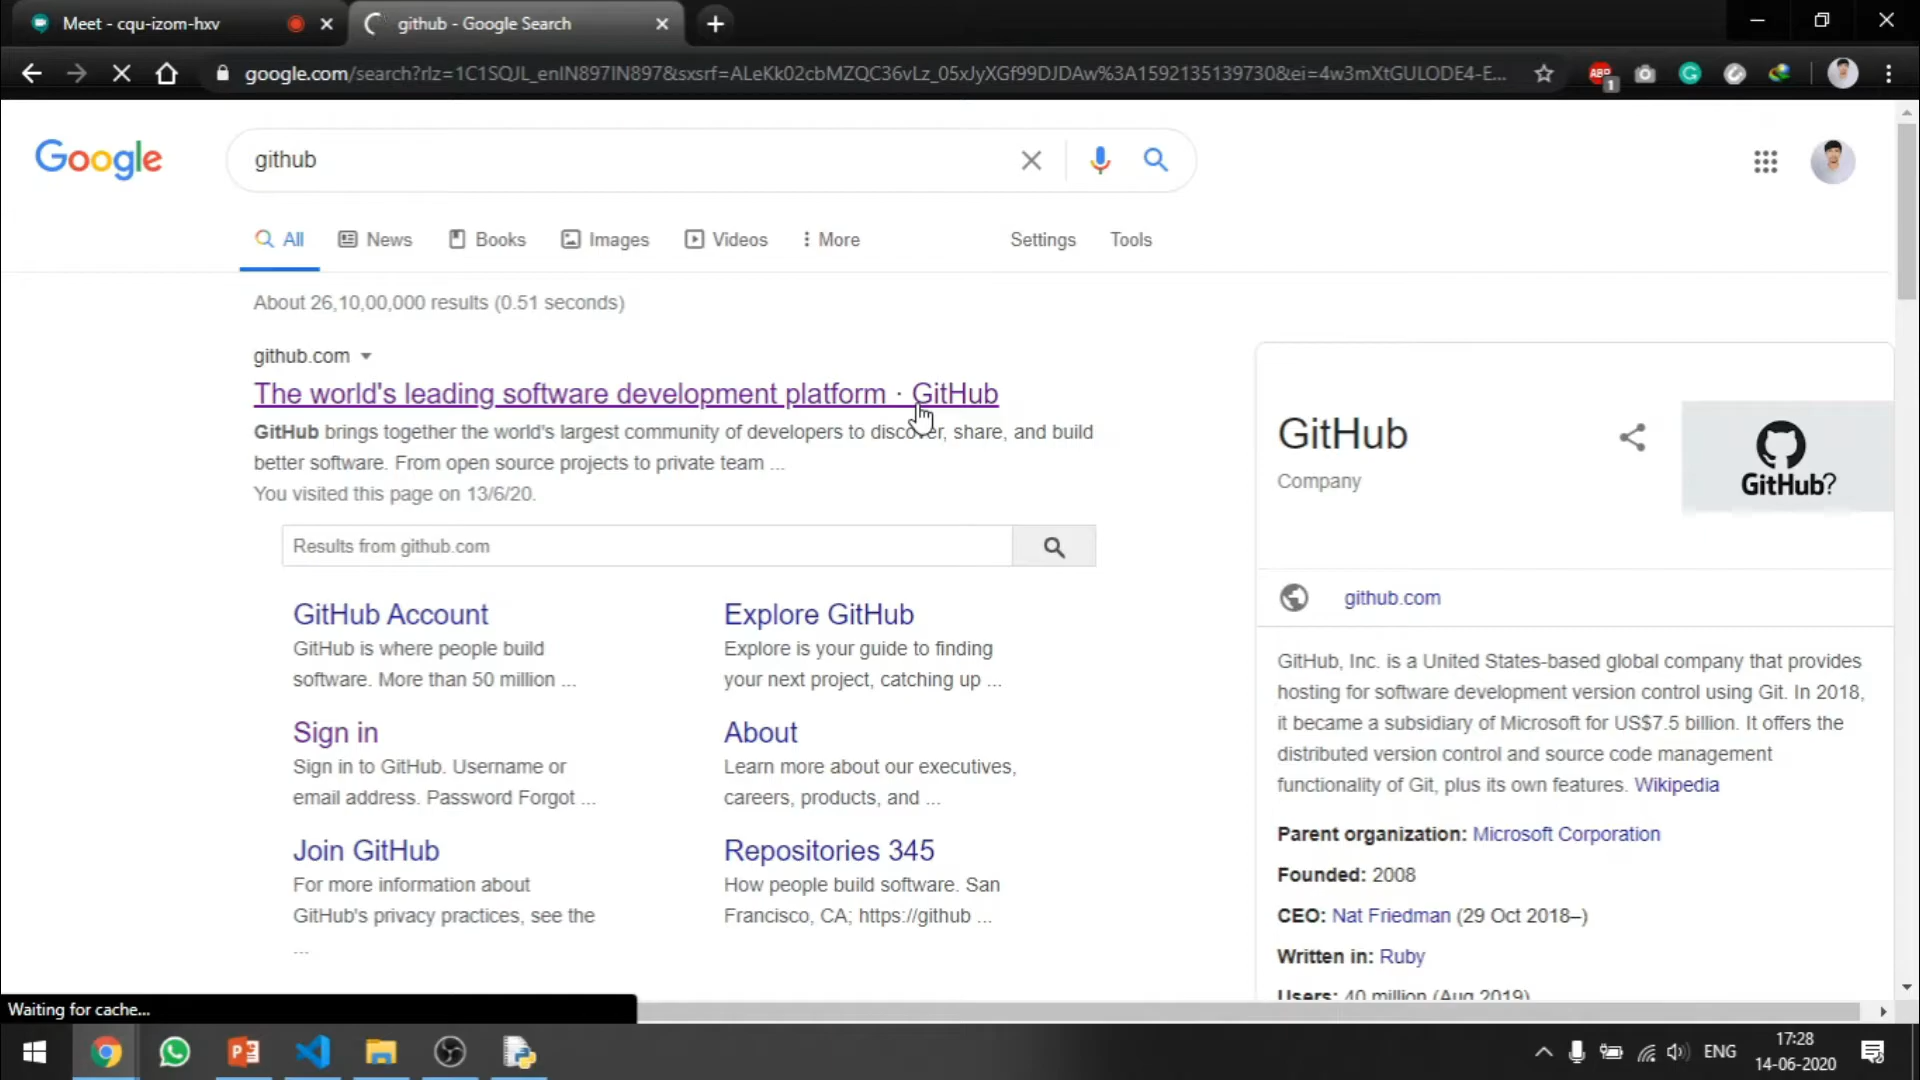 Meet - cqu-izom-hxv
github - Google Search
google.com/search?rlz=1C1SQJL_enIN897IN897&sxsrf=ALeKk02cbMZQC36vLz_05xJyXGf99DJDAw%3A1592135139730&ei=4w3mXtGULODE4-E...
ABP
1
Google
github
All
News
Books
Images
Videos
More
Settings
Tools
About 26,10,00,000 results (0.51 seconds)
github.com
The world's leading software development platform · GitHub
GitHub brings together the world's largest community of developers to discover, share, and build
better software. From open source projects to private team ...
You visited this page on 13/6/20.
Results from github.com
GitHub Account
GitHub is where people build
software. More than 50 million ...
Explore GitHub
Explore is your guide to finding
your next project, catching up ...
Sign in
Sign in to GitHub. Username or
email address. Password Forgot ...
About
Learn more about our executives,
careers, products, and ...
Join GitHub
For more information about
GitHub's privacy practices, see the
...
Repositories 345
How people build software. San
Francisco, CA; https://github ...
GitHub
Company
GitHub?
github.com
GitHub, Inc. is a United States-based global company that provides
hosting for software development version control using Git. In 2018,
it became a subsidiary of Microsoft for US$7.5 billion. It offers the
distributed version control and source code management
functionality of Git, plus its own features. Wikipedia
Parent organization: Microsoft Corporation
Founded: 2008
CEO: Nat Friedman (29 Oct 2018–)
Written in: Ruby
Users: 40 million (Aug 2019)
Waiting for cache...
ENG
17:28
14-06-2020